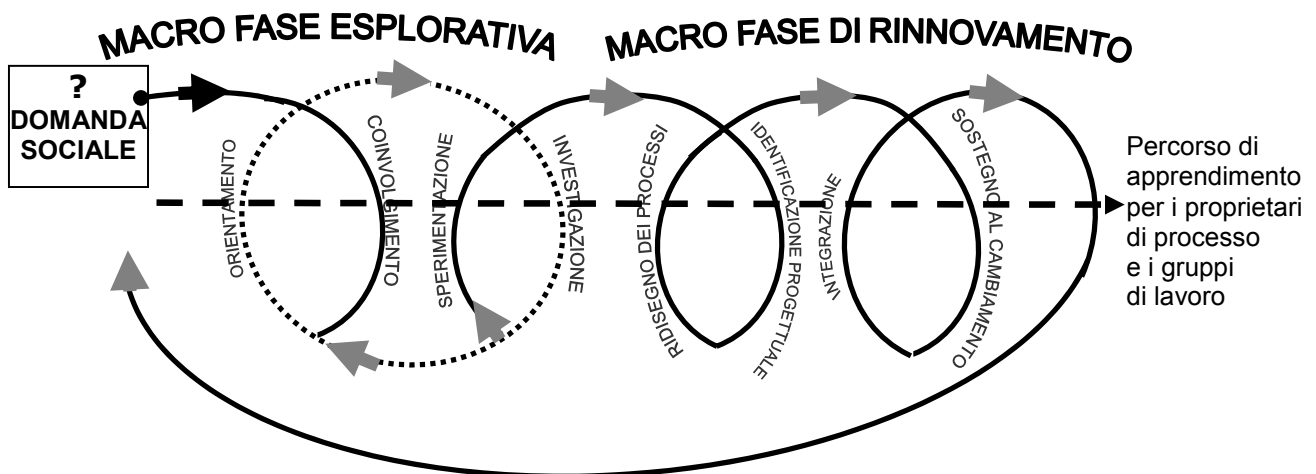 MACRO FASE ESPLORATIVA
MACRO FASE DI RINNOVAMENTO
?
DOMANDA
SOCIALE
ORIENTAMENTO
COINVOLGIMENTO
SPERIMENTAZIONE
INVESTIGAZIONE
RIDISEGNO DEI PROCESSI
IDENTIFICAZIONE PROGETTUALE
INTEGRAZIONE
SOSTEGNO AL CAMBIAMENTO
Percorso di
apprendimento
per i proprietari
di processo
e i gruppi
di lavoro